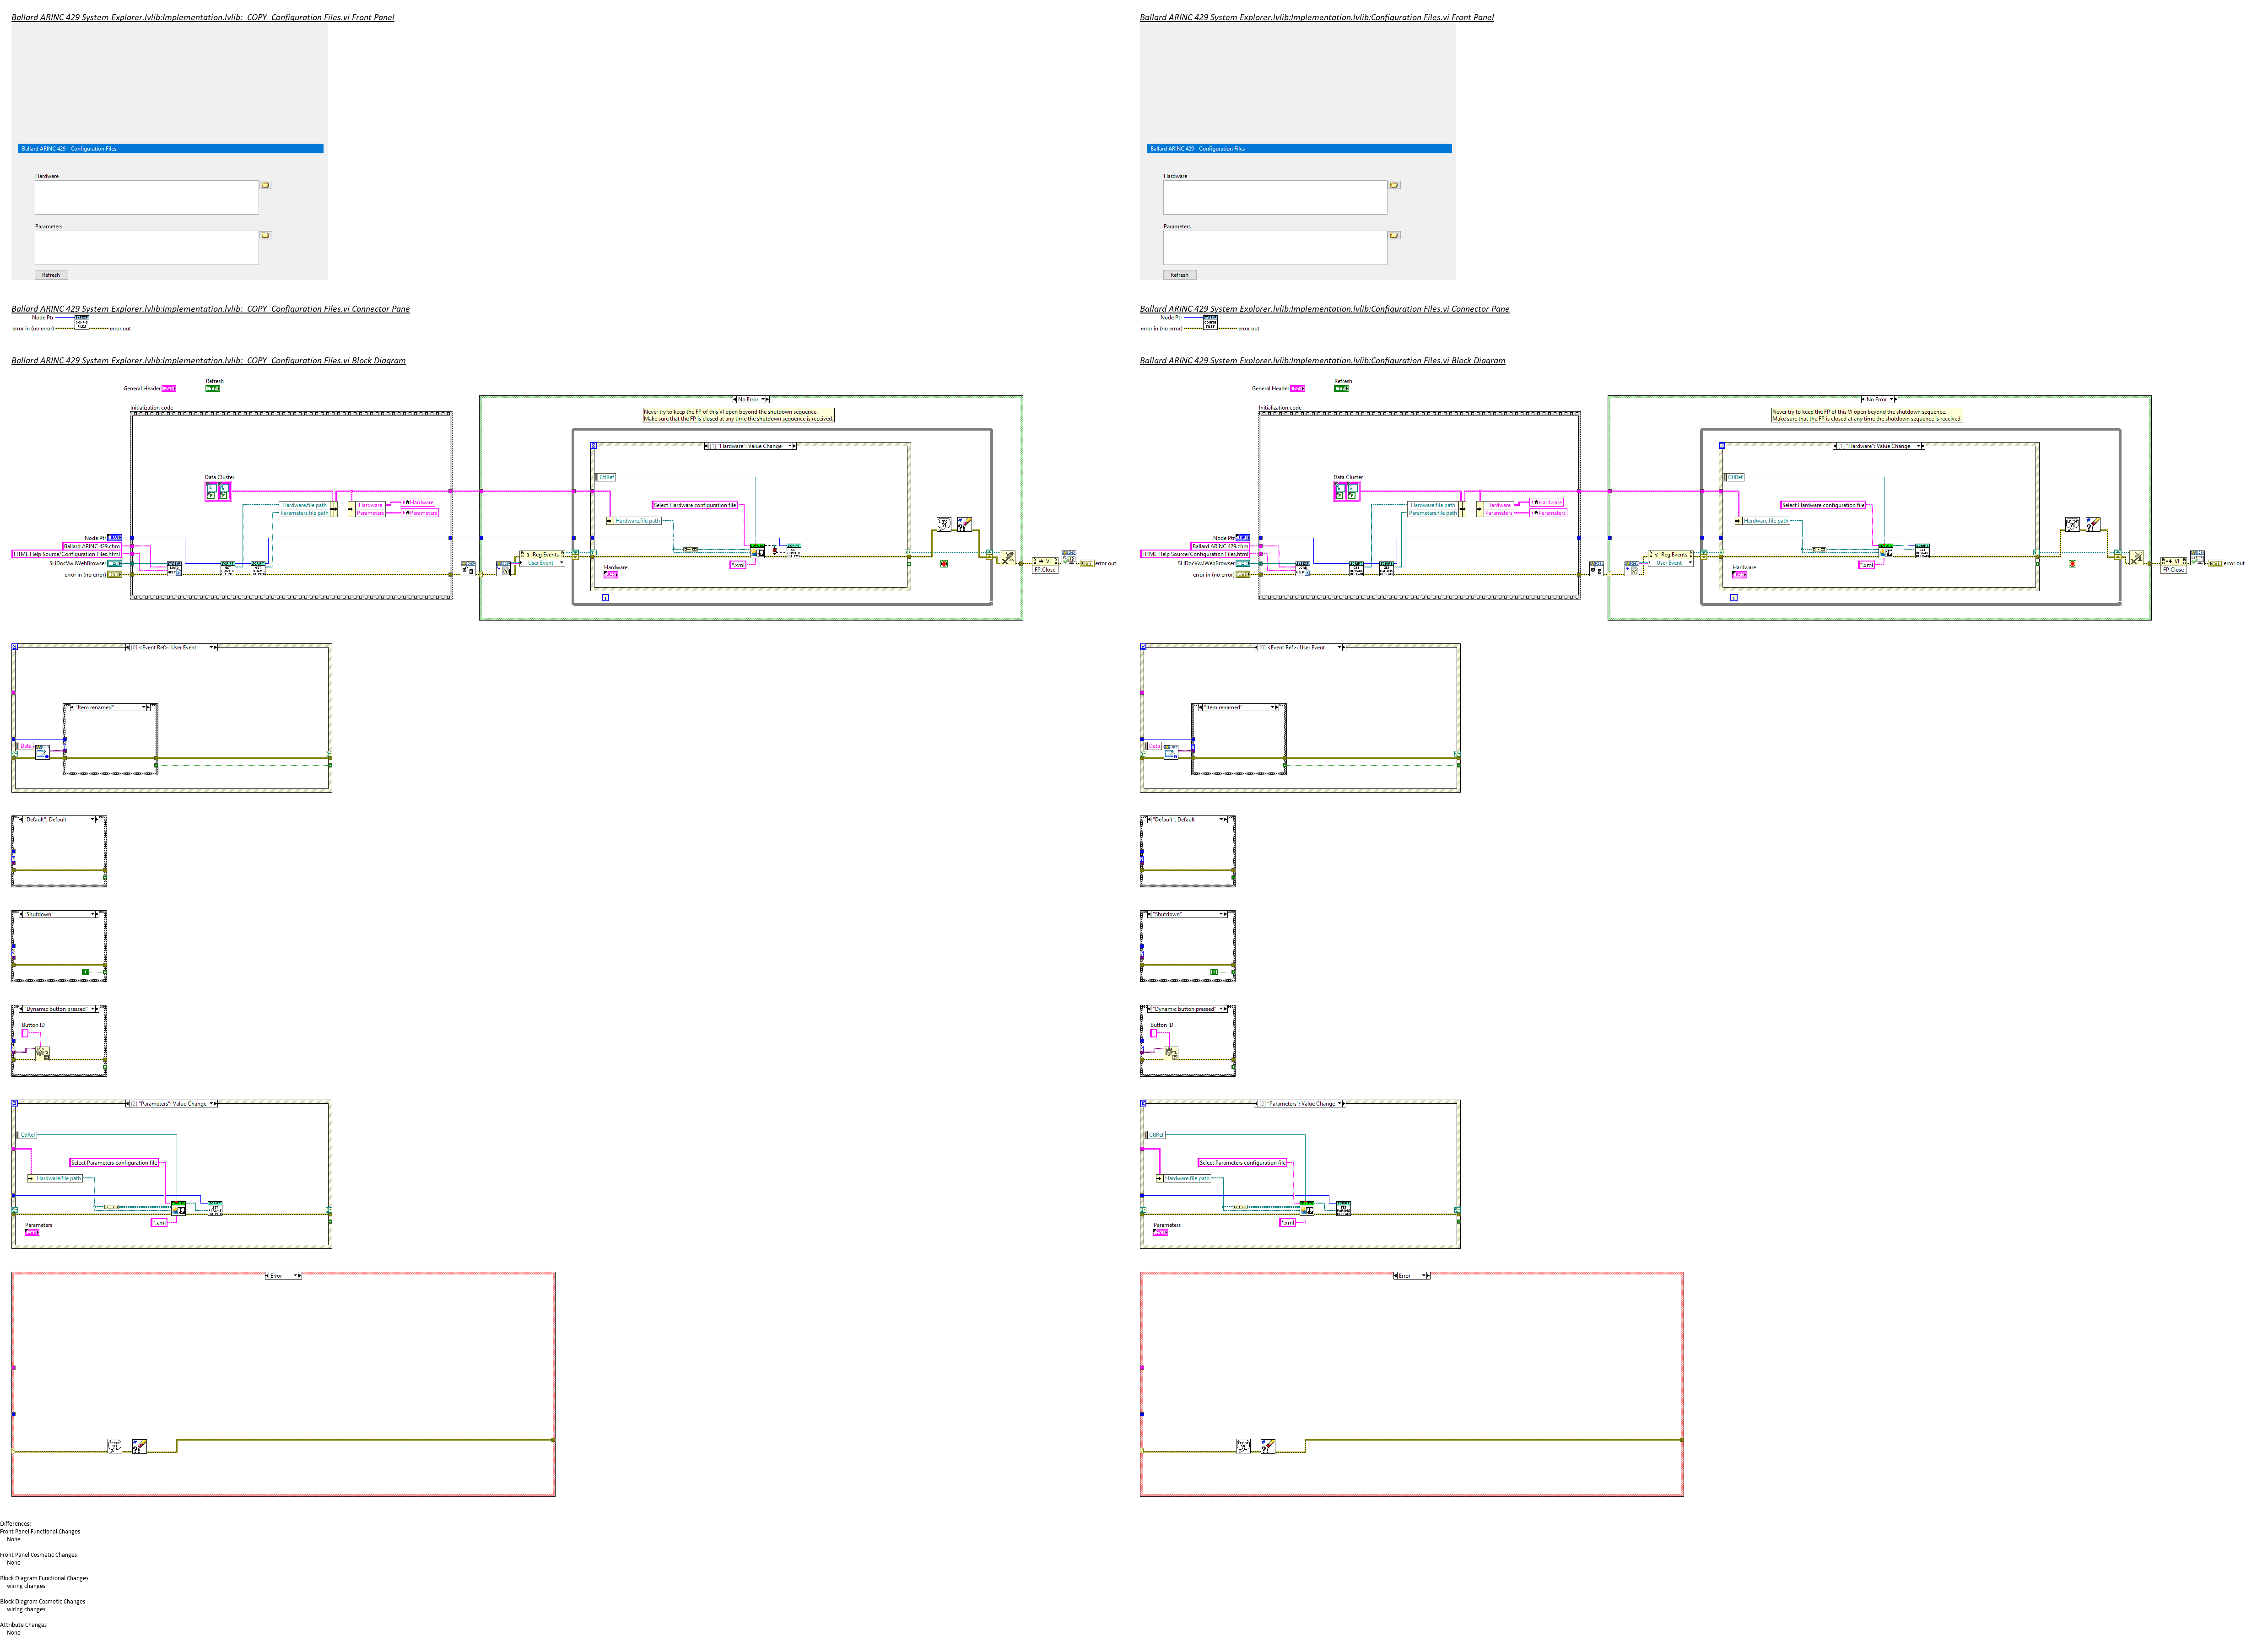 Ballard ARINC 429 System Explorer.lvlib:Implementation.lvlib:_COPY_Configuration Files.vi Front Panel
Ballard ARINC 429 - Configuration Files
Hardware
Parameters
Refresh
Ballard ARINC 429 System Explorer.lvlib:Implementation.lvlib:_COPY_Configuration Files.vi Connector Pane
Node Ptr
error in (no error)
error out
Ballard ARINC 429 System Explorer.lvlib:Implementation.lvlib:_COPY_Configuration Files.vi Block Diagram
General Header
Refresh
Initialization code
No Error
Never try to keep the FP of this VI open beyond the shutdown sequence.
Make sure that the FP is closed at any time the shutdown sequence is received.
[1] "Hardware": Value Change
CtlRef
Data Cluster
Hardware.file path
Parameters.file path
Hardware
Parameters
Hardware
Parameters
Select Hardware configuration file
Hardware.file path
Node Ptr
Ballard ARINC 429.chm
HTML Help Source/Configuration Files.html
SHDocVw.IWebBrowser
error in (no error)
Reg Events
User Event
Hardware
*.xml
VI
FP.Close
error out
[0] <Event Ref>: User Event
"Item renamed"
Data
"Default", Default
"Shutdown"
"Dynamic button pressed"
Button ID
[2] "Parameters": Value Change
CtlRef
Select Parameters configuration file
Hardware.file path
*.xml
Parameters
Error
Differences:
Front Panel Functional Changes
None
Front Panel Cosmetic Changes
None
Block Diagram Functional Changes
wiring changes
Block Diagram Cosmetic Changes
wiring changes
Attribute Changes
None
Ballard ARINC 429 System Explorer.lvlib:Implementation.lvlib:Configuration Files.vi Front Panel
Ballard ARINC 429 - Configuration Files
Hardware
Parameters
Refresh
Ballard ARINC 429 System Explorer.lvlib:Implementation.lvlib:Configuration Files.vi Connector Pane
Node Ptr
error in (no error)
error out
Ballard ARINC 429 System Explorer.lvlib:Implementation.lvlib:Configuration Files.vi Block Diagram
General Header
Refresh
Initialization code
No Error
Never try to keep the FP of this VI open beyond the shutdown sequence.
Make sure that the FP is closed at any time the shutdown sequence is received.
[1] "Hardware": Value Change
CtlRef
Data Cluster
Hardware.file path
Parameters.file path
Hardware
Parameters
Hardware
Parameters
Select Hardware configuration file
Hardware.file path
Node Ptr
Ballard ARINC 429.chm
HTML Help Source/Configuration Files.html
SHDocVw.IWebBrowser
error in (no error)
Reg Events
User Event
Hardware
*.xml
VI
FP.Close
error out
[0] <Event Ref>: User Event
"Item renamed"
Data
"Default", Default
"Shutdown"
"Dynamic button pressed"
Button ID
[2] "Parameters": Value Change
CtlRef
Select Parameters configuration file
Hardware.file path
*.xml
Parameters
Error